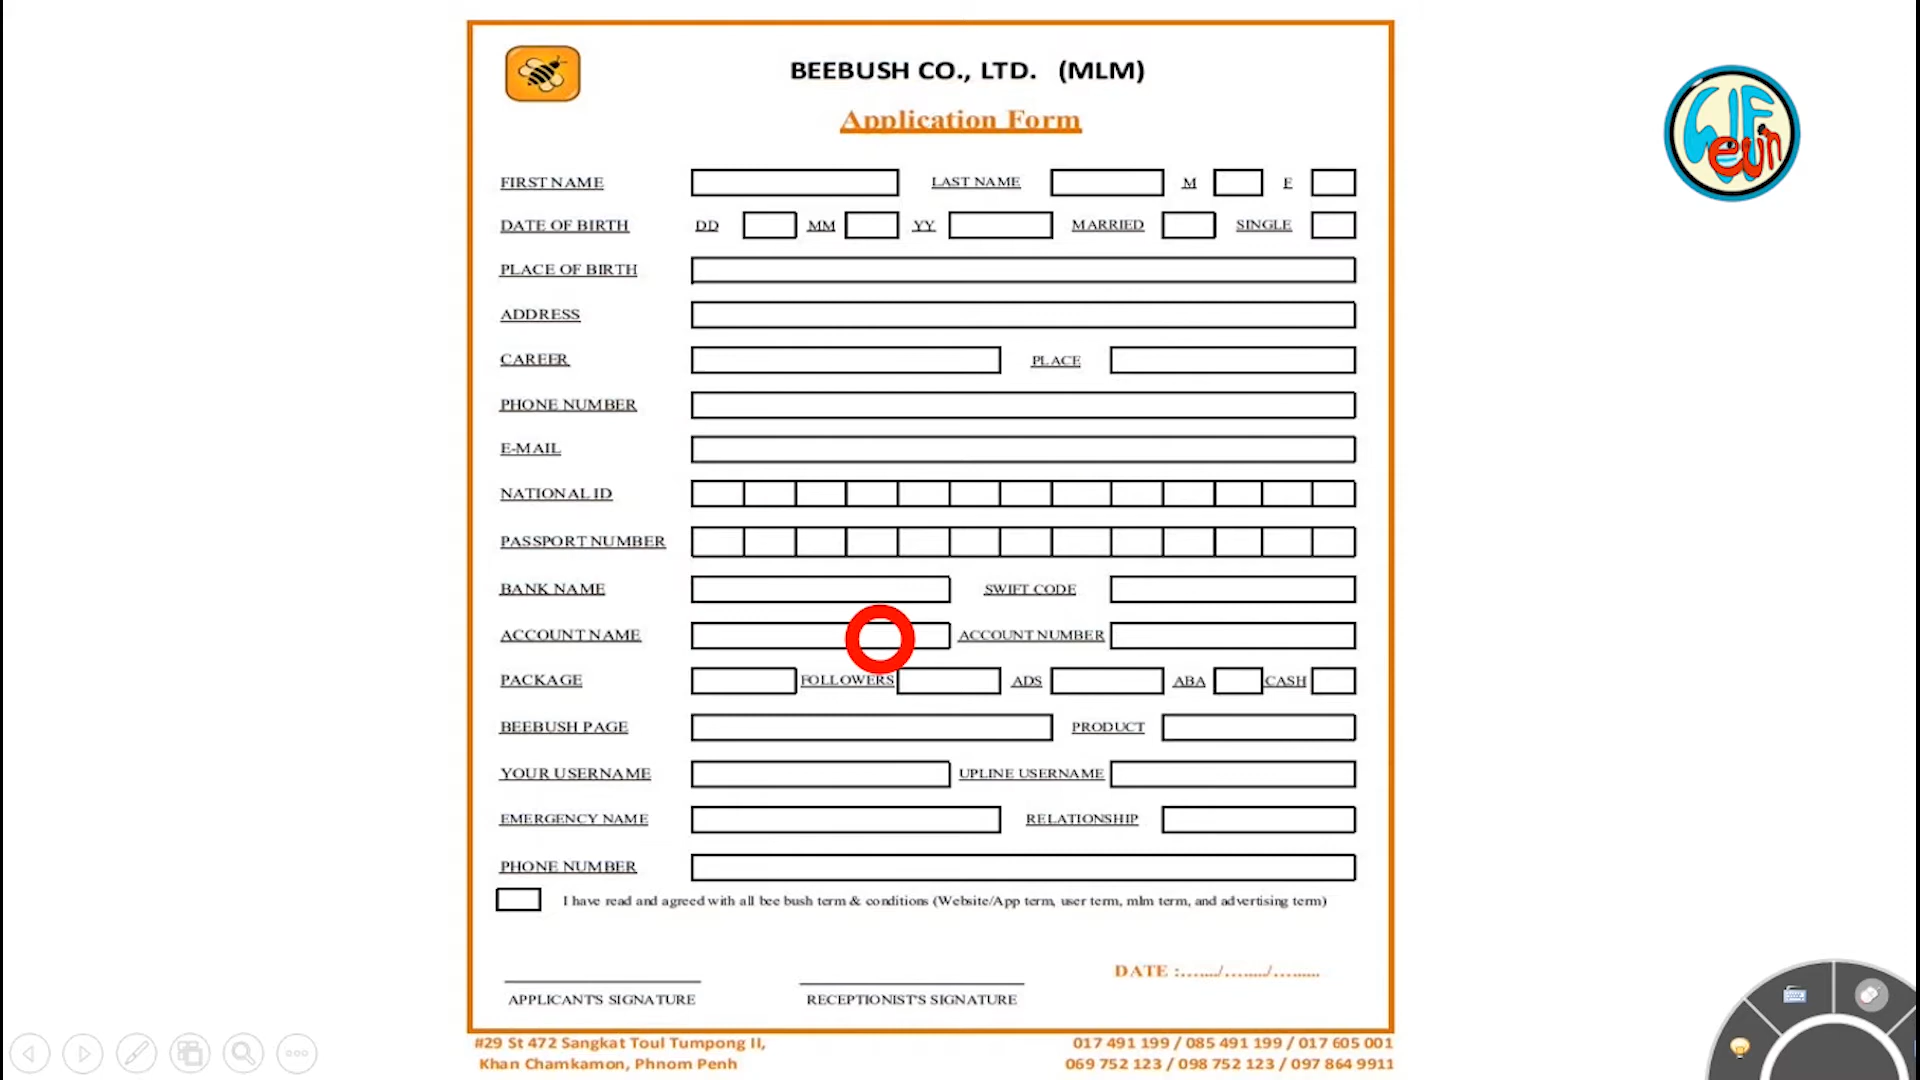 BEEBUSH CO., LTD. (MLM)
Application Form
FIRST NAME LAST NAME M F
DATE OF BIRTH DD MM YY MARRIED SINGLE
PLACE OF BIRTH
ADDRESS
CAREER PLACE
PHONE NUMBER
E-MAIL
NATIONAL ID
PASSPORT NUMBER
BANK NAME SWIFT CODE
ACCOUNT NAME ACCOUNT NUMBER
PACKAGE FOLLOWERS ADS ABA CASH
BEEBUSH PAGE PRODUCT
YOUR USERNAME UPLINE USERNAME
EMERGENCY NAME RELATIONSHIP
PHONE NUMBER
I have read and agreed with all bee bush term & conditions (Website/App term, user term, mlm term, and advertising term)
DATE :......./......../.........
APPLICANT'S SIGNATURE RECEPTIONIST'S SIGNATURE
#29 St 472 Sangkat Toul Tumpong II, 017 491 199 / 085 491 199 / 017 605 001
Khan Chamkamon, Phnom Penh 069 752 123 / 098 752 123 / 097 864 9911